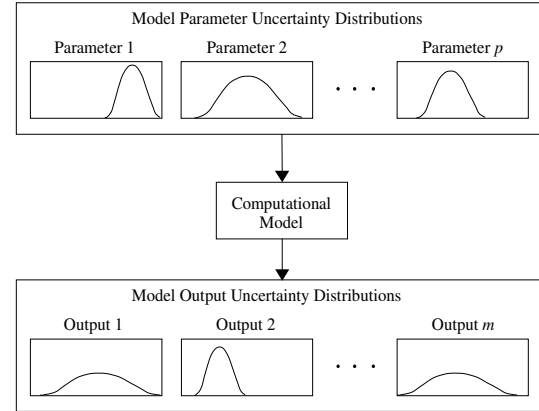 Model Parameter Uncertainty Distributions
Parameter 1 Parameter 2 Parameter p
. . .
Computational
Model
Model Output Uncertainty Distributions
Output 1 Output 2 Output m
. . .